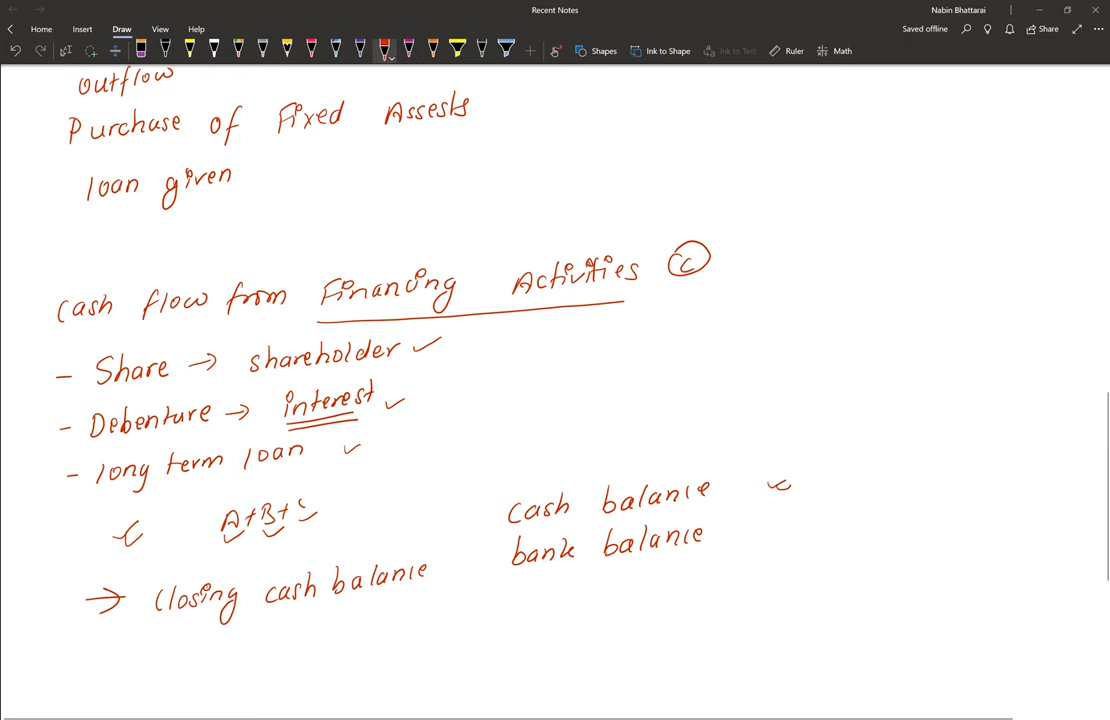 Recent Notes
Nabin Bhattarai
Home Insert Draw View Help
Saved offline
Share
Shapes
Ink to Shape
Ink to Text
Ruler
Math
outflow
Purchase of Fixed Assests
loan given
Cash flow from Financing Activities C
- Share → shareholder ✓
- Debenture → interest ✓
- long term loan ✓
A+B+C
→ Closing cash balance
cash balance
bank balance